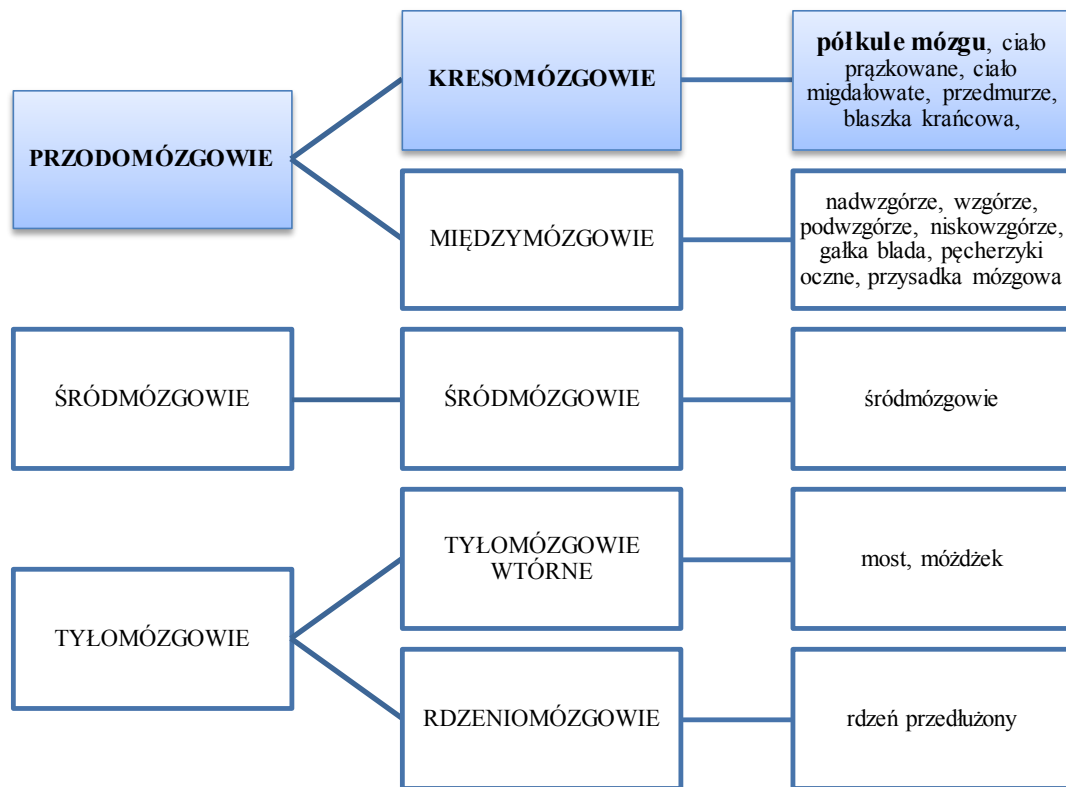 PRZODOMÓZGOWIE
KRESOMÓZGOWIE
półkule mózgu, ciało
prązkowane, ciało
migdałowate, przedmurze,
blaszka krańcowa,
MIĘDZYMÓZGOWIE
nadwzgórze, wzgórze,
podwzgórze, niskowzgórze,
gałka blada, pęcherzyki
oczne, przysadka mózgowa
ŚRÓDMÓZGOWIE
ŚRÓDMÓZGOWIE
śródmózgowie
TYŁOMÓZGOWIE
TYŁOMÓZGOWIE
WTÓRNE
most, móżdżek
RDZENIOMÓZGOWIE
rdzeń przedłużony